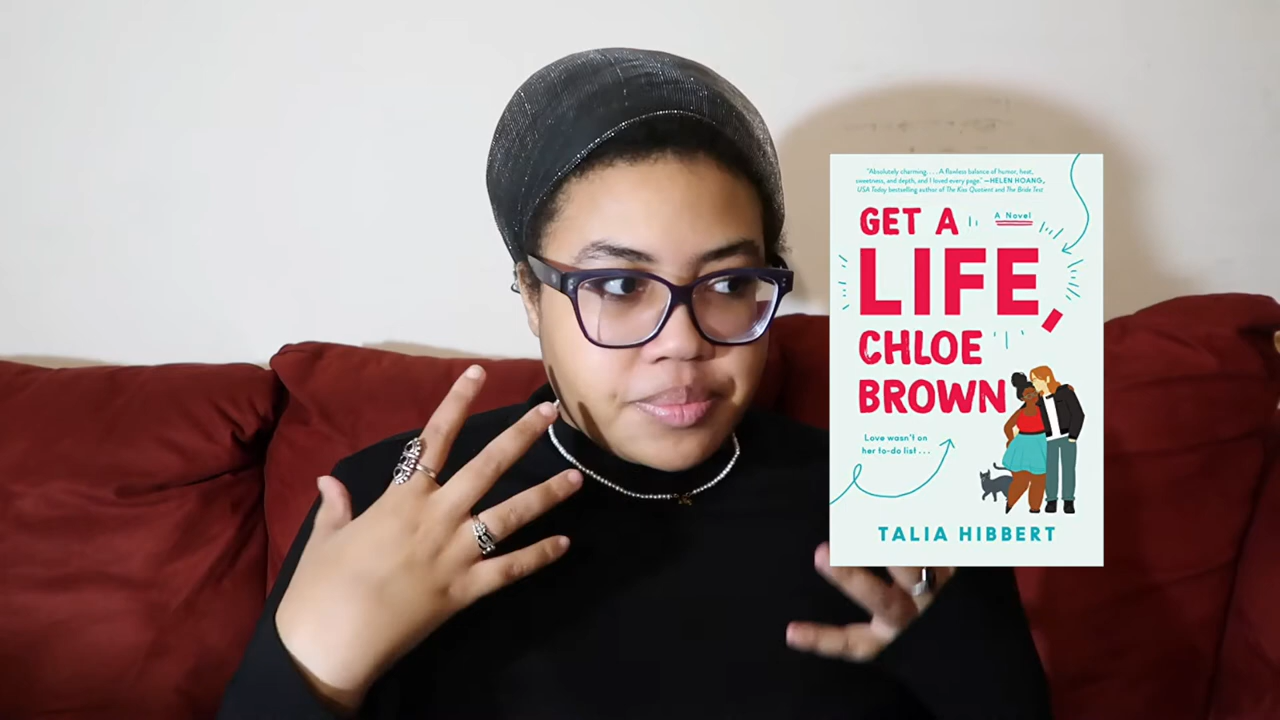 "Absolutely charming. . . . A flawless balance of humor, heat,
sweetness, and depth, and I loved every page." —HELEN HOANG,
USA Today bestselling author of The Kiss Quotient and The Bride Test
GET A
A Novel
LIFE,
CHLOE
BROWN
Love wasn't on
her to-do list . . .
TALIA HIBBERT